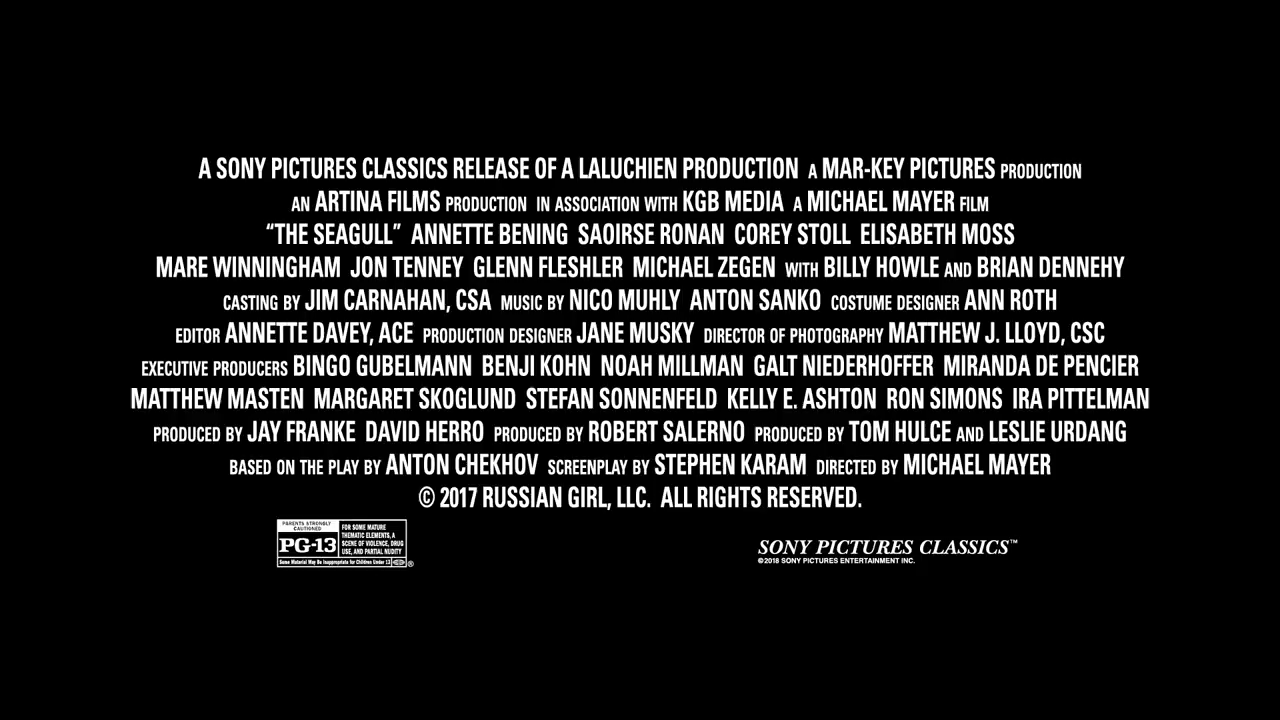 A SONY PICTURES CLASSICS RELEASE OF A LALUCHIEN PRODUCTION A MAR-KEY PICTURES PRODUCTION
AN ARTINA FILMS PRODUCTION IN ASSOCIATION WITH KGB MEDIA A MICHAEL MAYER FILM
“THE SEAGULL” ANNETTE BENING SAOIRSE RONAN COREY STOLL ELISABETH MOSS
MARE WINNINGHAM JON TENNEY GLENN FLESHLER MICHAEL ZEGEN WITH BILLY HOWLE AND BRIAN DENNEHY
CASTING BY JIM CARNAHAN, CSA MUSIC BY NICO MUHLY ANTON SANKO COSTUME DESIGNER ANN ROTH
EDITOR ANNETTE DAVEY, ACE PRODUCTION DESIGNER JANE MUSKY DIRECTOR OF PHOTOGRAPHY MATTHEW J. LLOYD, CSC
EXECUTIVE PRODUCERS BINGO GUBELMANN BENJI KOHN NOAH MILLMAN GALT NIEDERHOFFER MIRANDA DE PENCIER
MATTHEW MASTEN MARGARET SKOGLUND STEFAN SONNENFELD KELLY E. ASHTON RON SIMONS IRA PITTELMAN
PRODUCED BY JAY FRANKE DAVID HERRO PRODUCED BY ROBERT SALERNO PRODUCED BY TOM HULCE AND LESLIE URDANG
BASED ON THE PLAY BY ANTON CHEKHOV SCREENPLAY BY STEPHEN KARAM DIRECTED BY MICHAEL MAYER
© 2017 RUSSIAN GIRL, LLC. ALL RIGHTS RESERVED.
PARENTS STRONGLY
CAUTIONED
PG-13
FOR SOME MATURE
THEMATIC ELEMENTS, A
SCENE OF VIOLENCE, DRUG
USE, AND PARTIAL NUDITY
Some Material May Be Inappropriate for Children Under 13
®
SONY PICTURES CLASSICS™
©2018 SONY PICTURES ENTERTAINMENT INC.